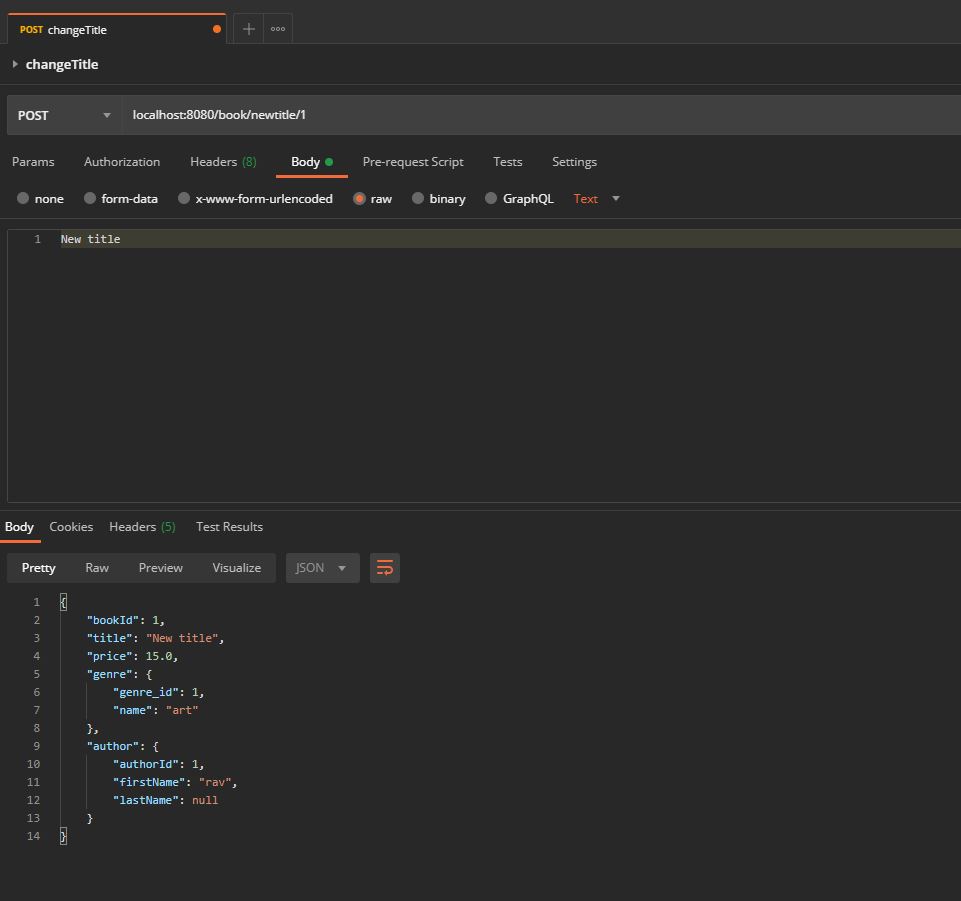 POST changeTitle
changeTitle
POST localhost:8080/book/newtitle/1
Params Authorization Headers (8) Body Pre-request Script Tests Settings
none form-data x-www-form-urlencoded raw binary GraphQL Text
1 New title
Body Cookies Headers (5) Test Results
Pretty Raw Preview Visualize JSON
1 {
2 "bookId": 1,
3 "title": "New title",
4 "price": 15.0,
5 "genre": {
6 "genre_id": 1,
7 "name": "art"
8 },
9 "author": {
10 "authorId": 1,
11 "firstName": "rav",
12 "lastName": null
13 }
14 }